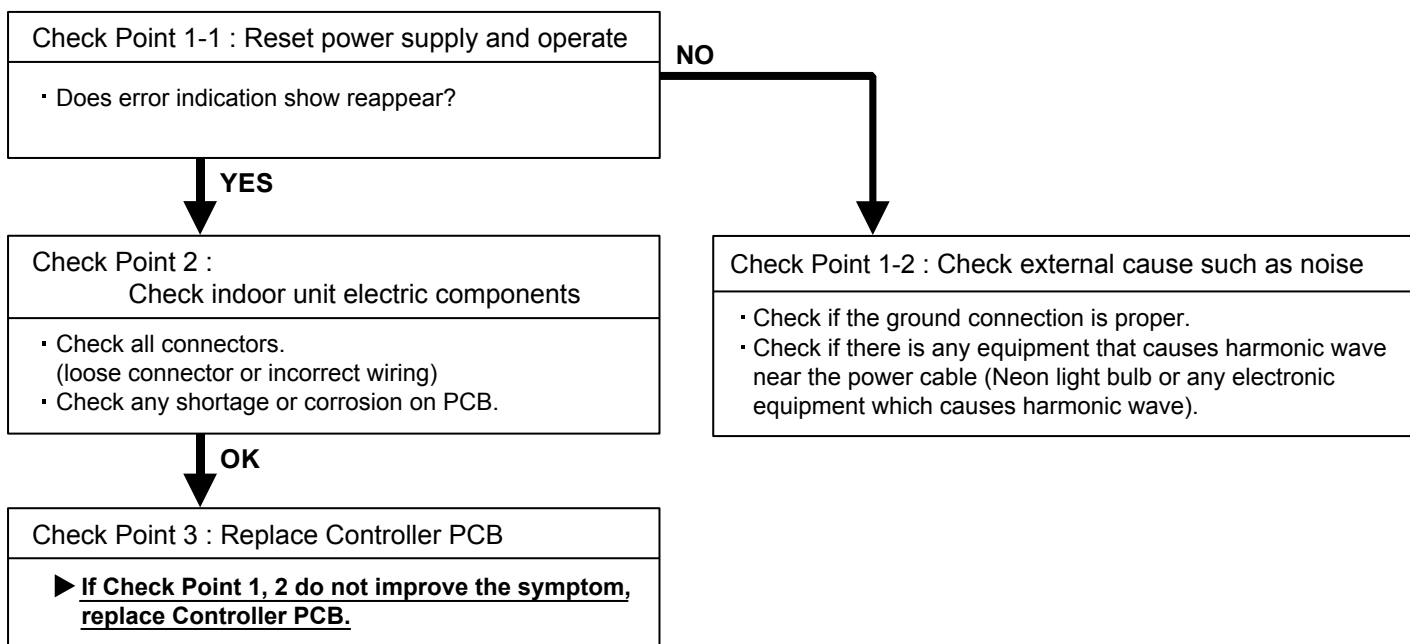 Check Point 1-1 : Reset power supply and operate
· Does error indication show reappear?
NO
YES
Check Point 2 :
Check indoor unit electric components
· Check all connectors.
(loose connector or incorrect wiring)
· Check any shortage or corrosion on PCB.
Check Point 1-2 : Check external cause such as noise
· Check if the ground connection is proper.
· Check if there is any equipment that causes harmonic wave
near the power cable (Neon light bulb or any electronic
equipment which causes harmonic wave).
OK
Check Point 3 : Replace Controller PCB
▶ If Check Point 1, 2 do not improve the symptom,
replace Controller PCB.